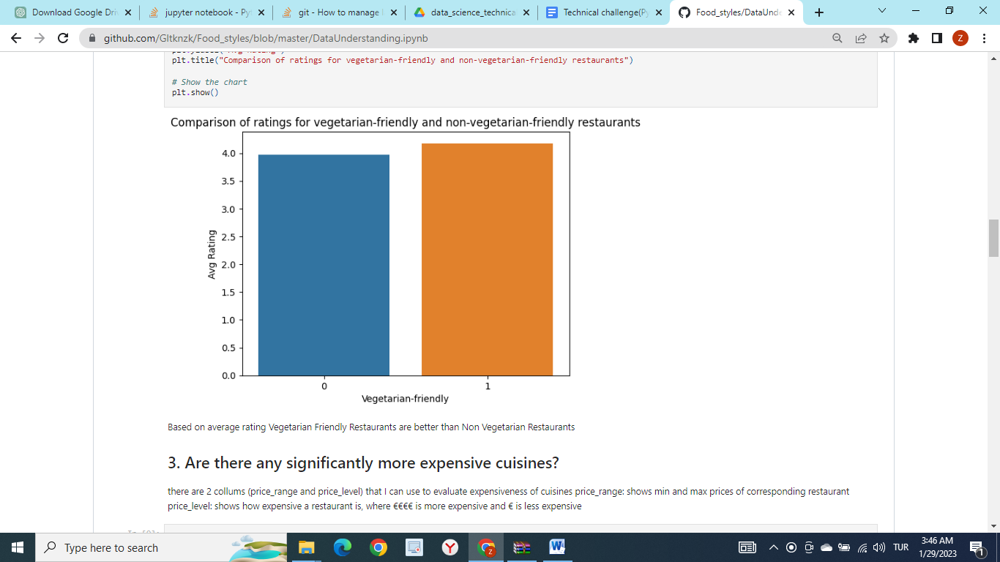 Download Google Dri
jupyter notebook - Py
git - How to manage
data_science_technica
Technical challenge(Py
Food_styles/DataUnde
github.com/Gltknzk/Food_styles/blob/master/DataUnderstanding.ipynb
Z
plt.title("Comparison of ratings for vegetarian-friendly and non-vegetarian-friendly restaurants")
# Show the chart
plt.show()
Comparison of ratings for vegetarian-friendly and non-vegetarian-friendly restaurants
4.0
3.5
3.0
2.5
2.0
1.5
1.0
0.5
0.0
Avg Rating
0 1
Vegetarian-friendly
Based on average rating Vegetarian Friendly Restaurants are better than Non Vegetarian Restaurants
3. Are there any significantly more expensive cuisines?
there are 2 collums (price_range and price_level) that I can use to evaluate expensiveness of cuisines price_range: shows min and max prices of corresponding restaurant
price_level: shows how expensive a restaurant is, where €€€€ is more expensive and € is less expensive
Type here to search
TUR
3:46 AM
1/29/2023
1